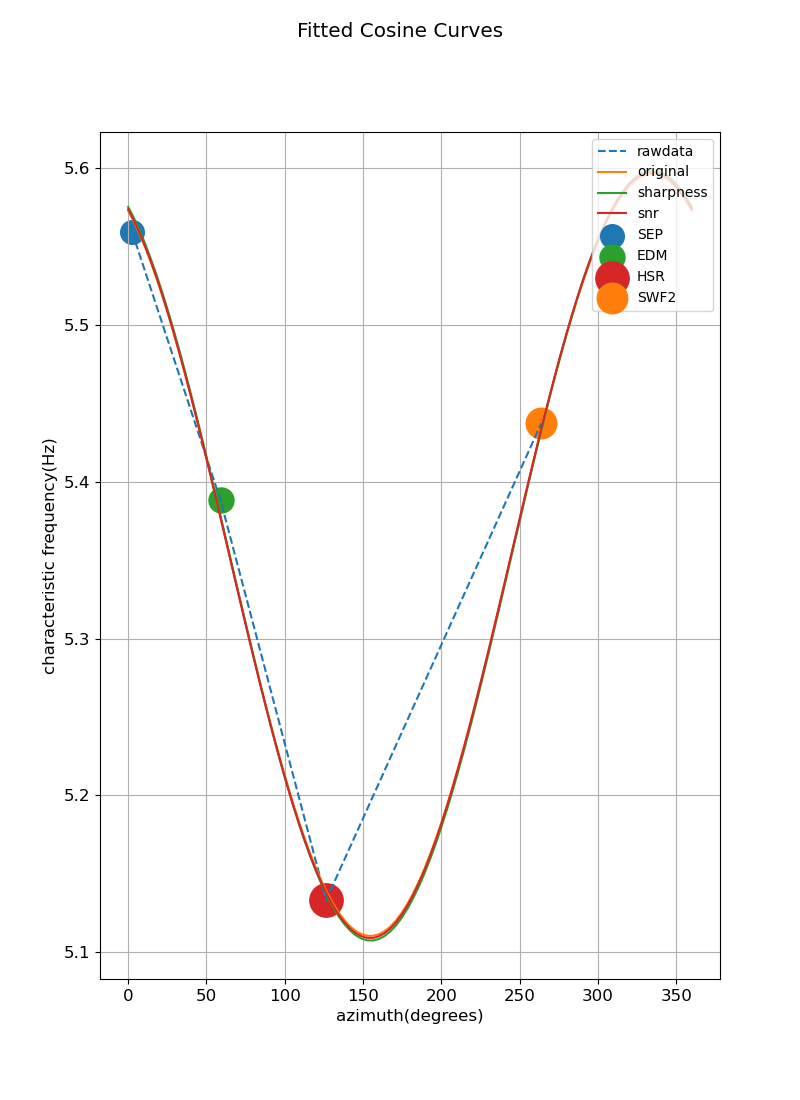 Fitted Cosine Curves
rawdata
original
sharpness
snr
SEP
EDM
HSR
SWF2
5.6
5.5
5.4
5.3
5.2
5.1
characteristic frequency(Hz)
0 50 100 150 200 250 300 350
azimuth(degrees)